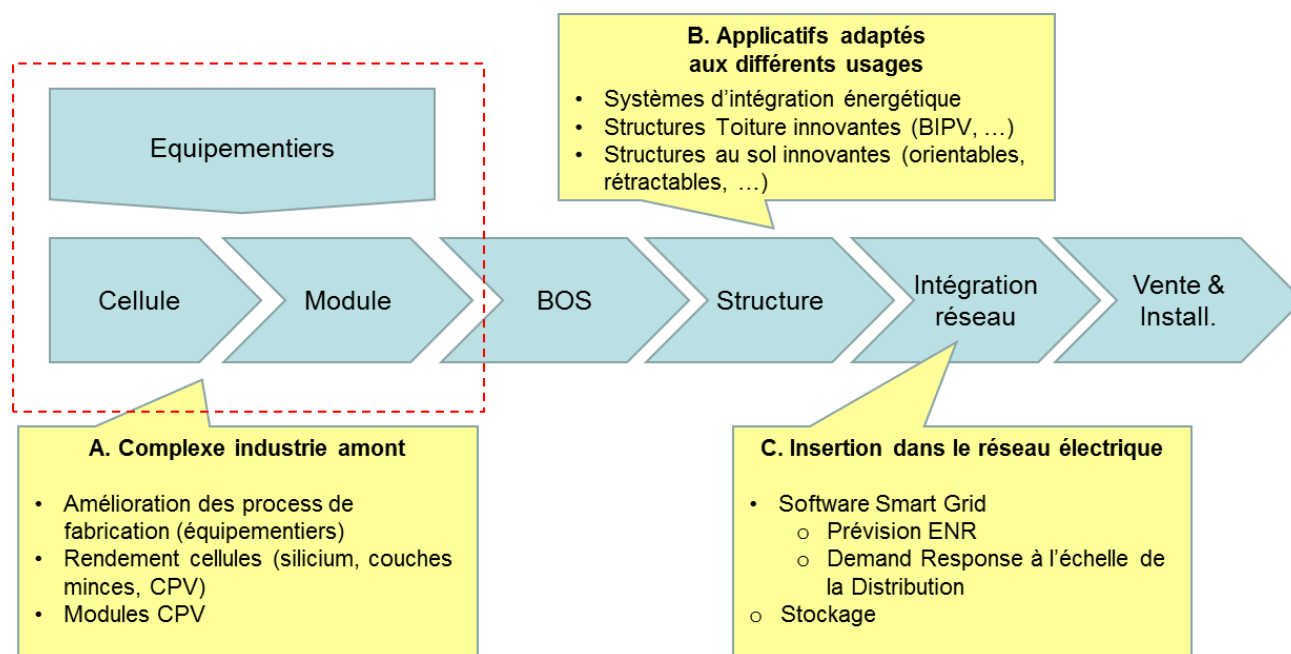 B. Applicatifs adaptés
aux différents usages
• Systèmes d'intégration énergétique
• Structures Toiture innovantes (BIPV, …)
• Structures au sol innovantes (orientables,
rétractables, …)
Equipementiers
Cellule
Module
BOS
Structure
Intégration
réseau
Vente &
Install.
A. Complexe industrie amont
• Amélioration des process de
fabrication (équipementiers)
• Rendement cellules (silicium, couches
minces, CPV)
• Modules CPV
C. Insertion dans le réseau électrique
• Software Smart Grid
o Prévision ENR
o Demand Response à l'échelle de
la Distribution
o Stockage